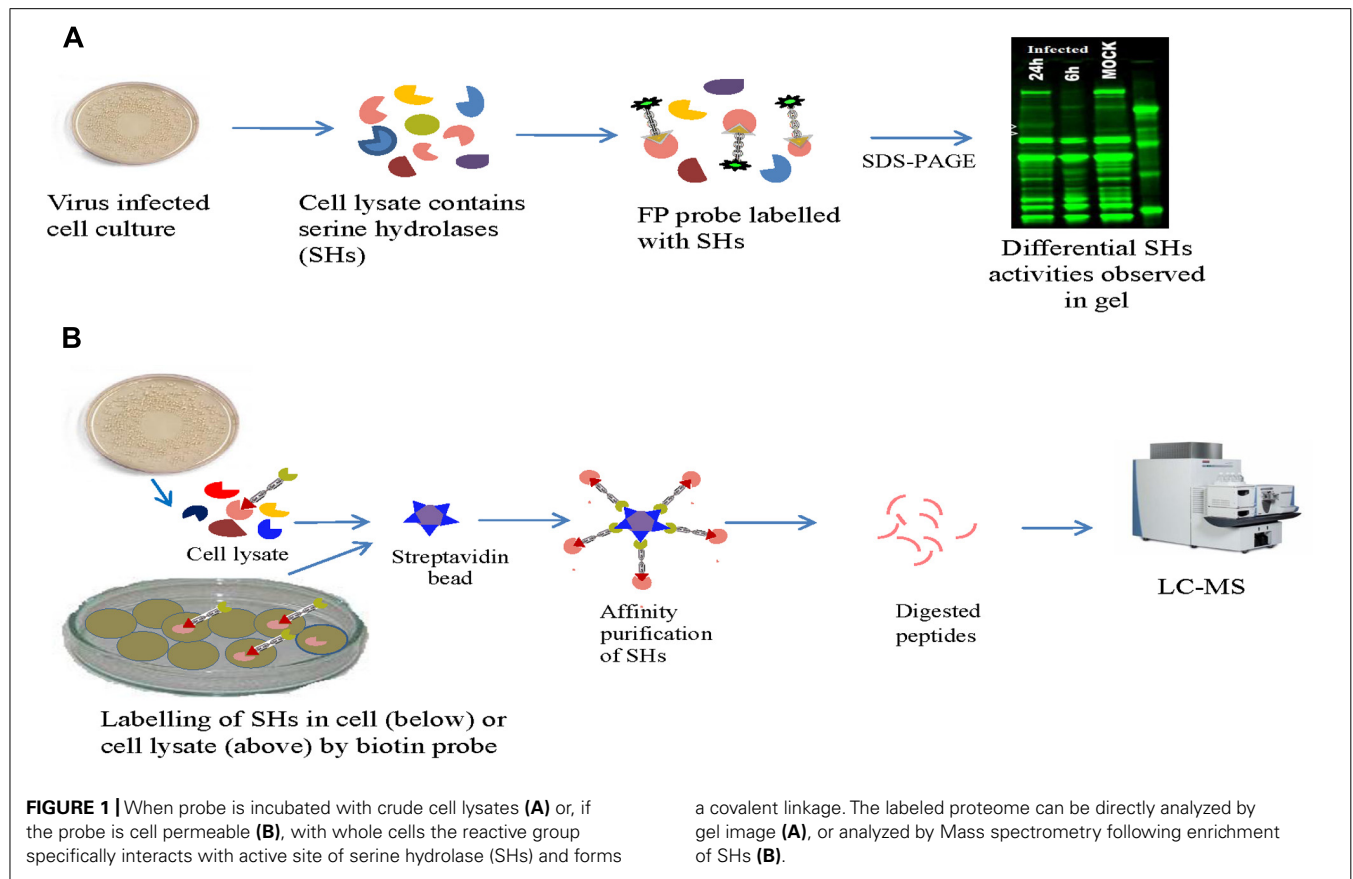 A
Virus infected
cell culture
Cell lysate contains
serine hydrolases
(SHs)
FP probe labelled
with SHs
SDS-PAGE
Infected
24h 6h MOCK
Differential SHs
activities observed
in gel
B
Cell lysate
Streptavidin
bead
Affinity
purification
of SHs
Digested
peptides
LC-MS
Labelling of SHs in cell (below) or
cell lysate (above) by biotin probe
FIGURE 1 | When probe is incubated with crude cell lysates (A) or, if
the probe is cell permeable (B), with whole cells the reactive group
specifically interacts with active site of serine hydrolase (SHs) and forms
a covalent linkage. The labeled proteome can be directly analyzed by
gel image (A), or analyzed by Mass spectrometry following enrichment
of SHs (B).